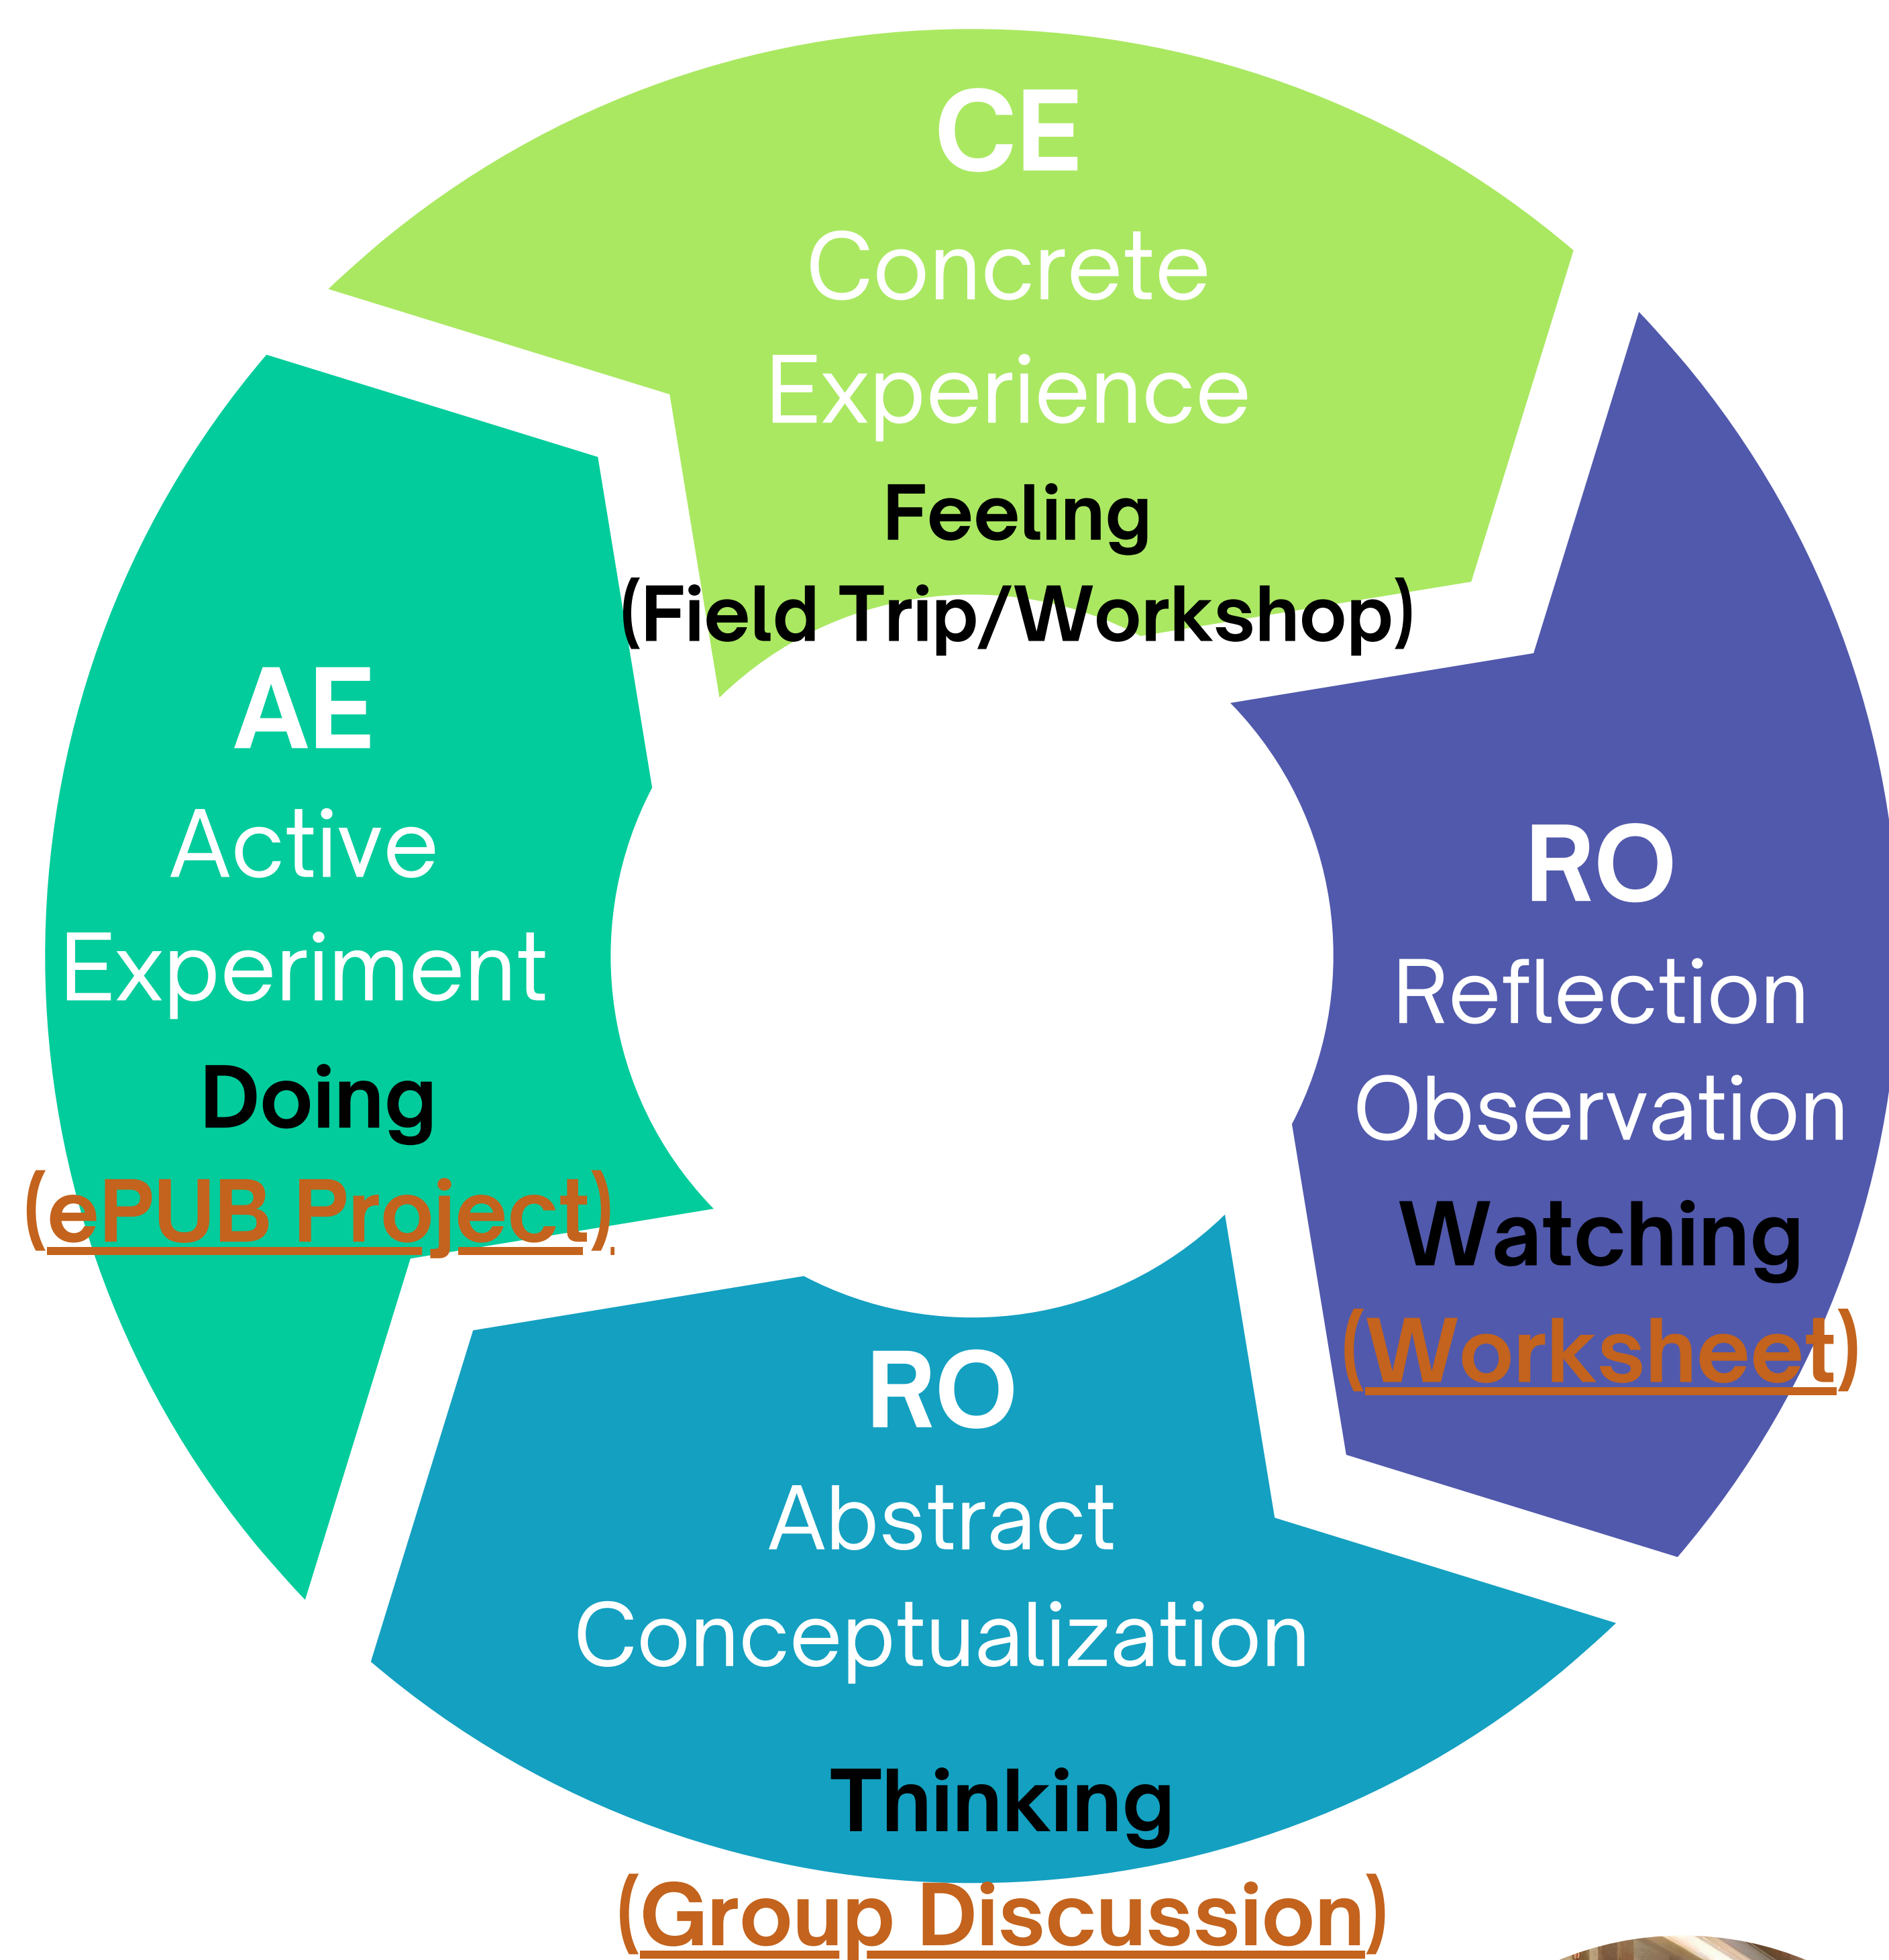 CE
Concrete
Experience
Feeling
(Field Trip/Workshop)
RO
Reflection
Observation
Watching
(Worksheet)
RO
Abstract
Conceptualization
Thinking
(Group Discussion)
AE
Active
Experiment
Doing
(ePUB Project)